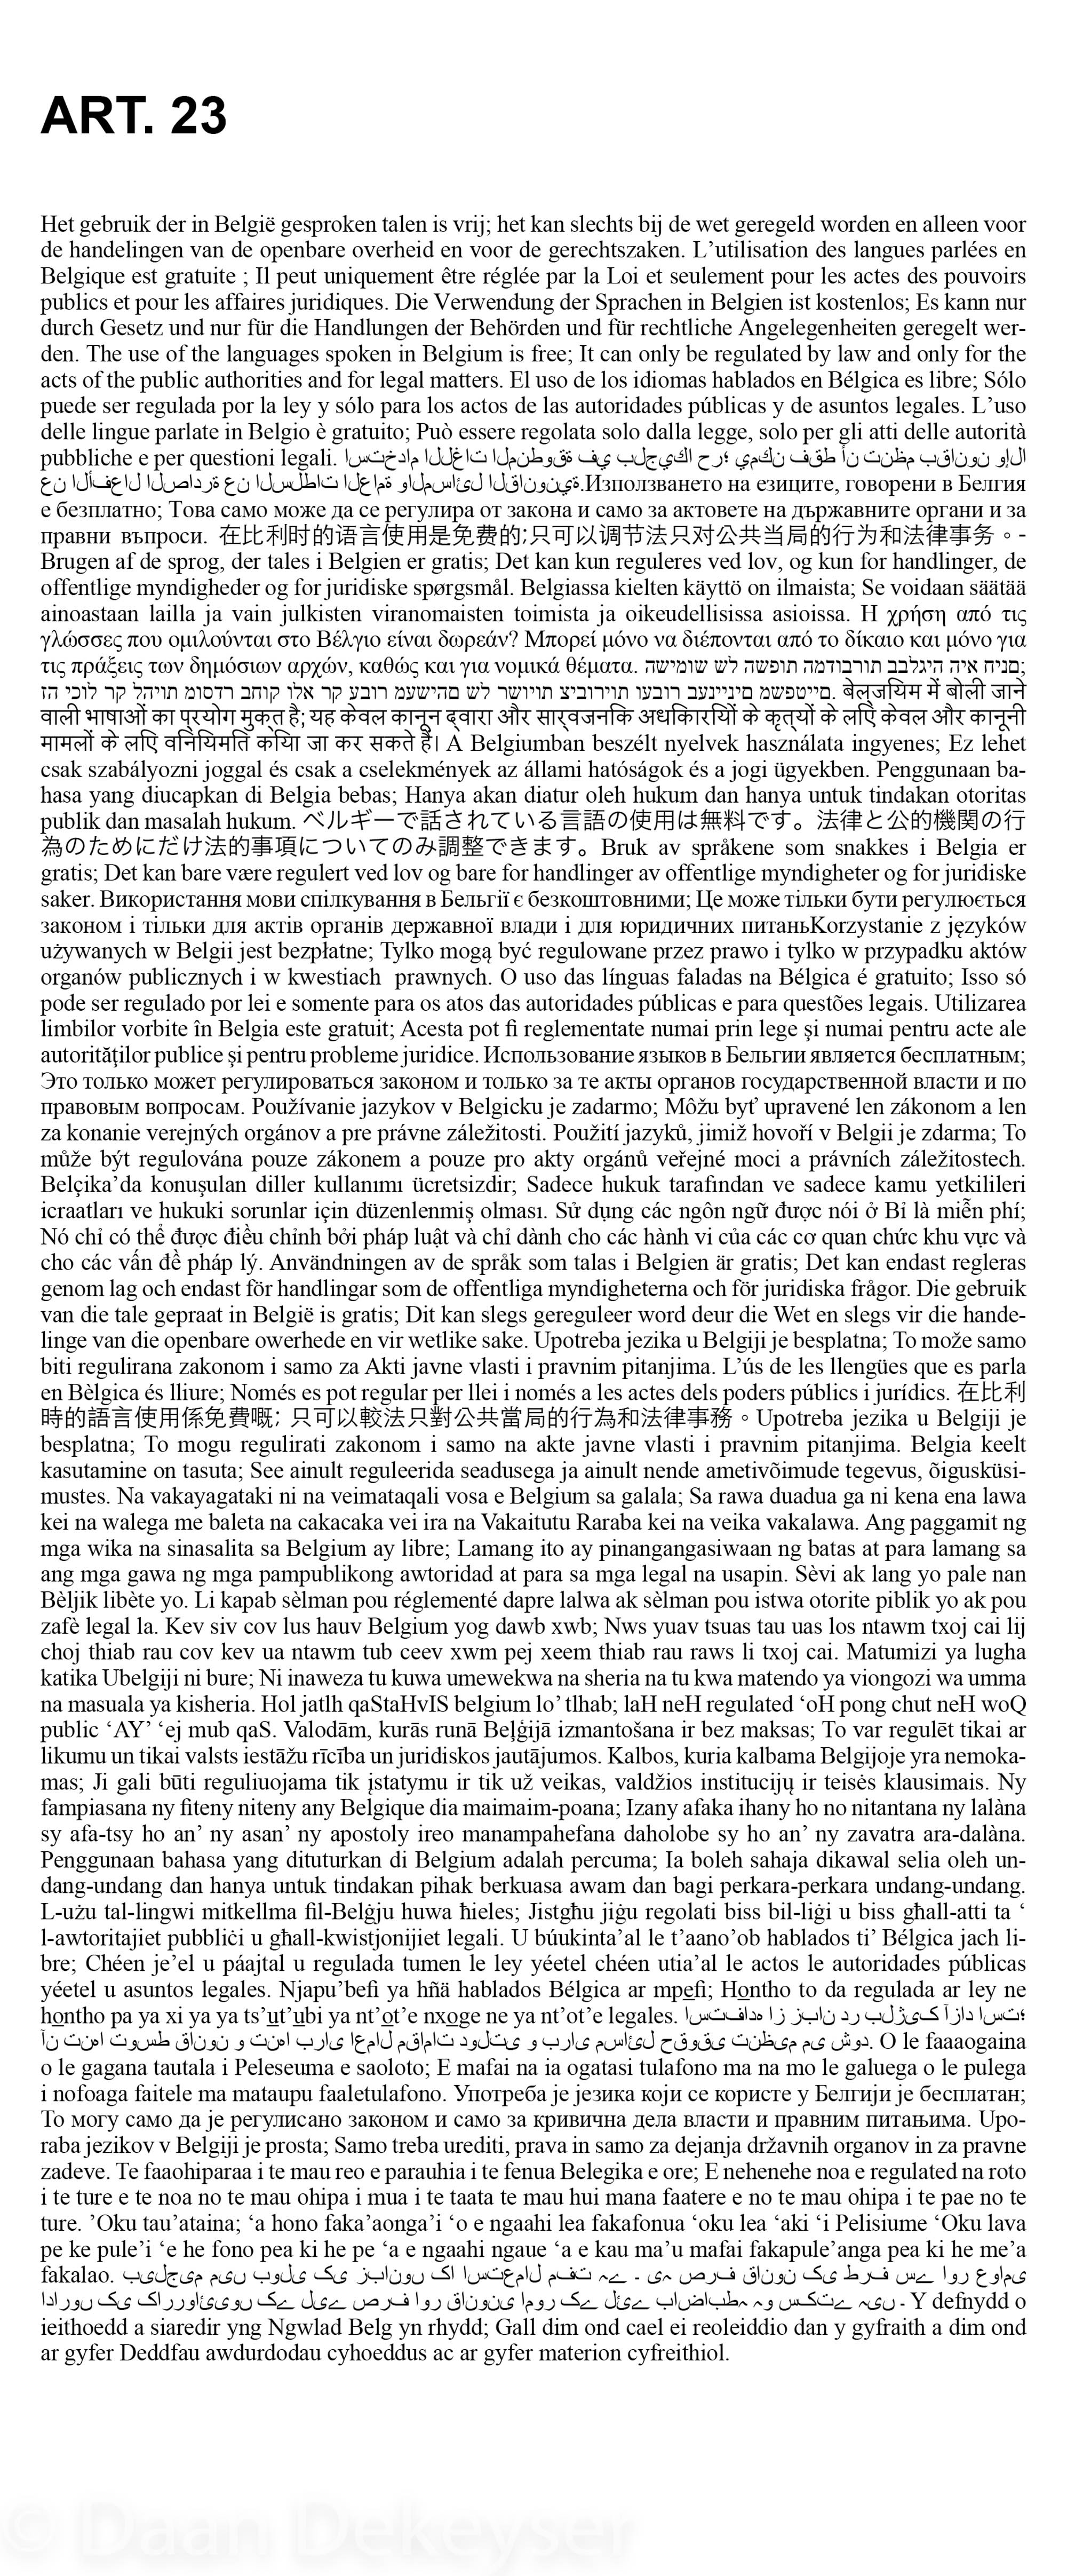 ART. 23
Het gebruik der in België gesproken talen is vrij; het kan slechts bij de wet geregeld worden en alleen voor
de handelingen van de openbare overheid en voor de gerechtszaken. L’utilisation des langues parlées en
Belgique est gratuite ; Il peut uniquement être réglée par la Loi et seulement pour les actes des pouvoirs
publics et pour les affaires juridiques. Die Verwendung der Sprachen in Belgien ist kostenlos; Es kann nur
durch Gesetz und nur für die Handlungen der Behörden und für rechtliche Angelegenheiten geregelt wer-
den. The use of the languages spoken in Belgium is free; It can only be regulated by law and only for the
acts of the public authorities and for legal matters. El uso de los idiomas hablados en Bélgica es libre; Sólo
puede ser regulada por la ley y sólo para los actos de las autoridades públicas y de asuntos legales. L’uso
delle lingue parlate in Belgio è gratuito; Può essere regolata solo dalla legge, solo per gli atti delle autorità
pubbliche e per questioni legali. استخدام اللغات المنطوقة في بلجيكا حر؛ يمكن فقط أن تنظم بقانون وإلا
عن الأفعال الصادرة عن السلطات العامة والمسائل القانونية.Използването на езиците, говорени в Белгия
е безплатно; Това само може да се регулира от закона и само за актовете на държавните органи и за
правни въпроси. 在比利时的语言使用是免费的;只可以调节法只对公共当局的行为和法律事务。-
Brugen af de sprog, der tales i Belgien er gratis; Det kan kun reguleres ved lov, og kun for handlinger, de
offentlige myndigheder og for juridiske spørgsmål. Belgiassa kielten käyttö on ilmaista; Se voidaan säätää
ainoastaan lailla ja vain julkisten viranomaisten toimista ja oikeudellisissa asioissa. Η χρήση από τις
γλώσσες που ομιλούνται στο Βέλγιο είναι δωρεάν? Μπορεί μόνο να διέπονται από το δίκαιο και μόνο για
τις πράξεις των δημόσιων αρχών, καθώς και για νομικά θέματα. השימוש של השפות המדוברות בבלגיה היא חינם;
זה יכול רק להיות מוסדר בחוק ולא רק עבור מעשיהם של רשויות ציבוריות ועבור בעניינים משפטיים. बेल्जियम में बोली जाने
वाली भाषाओं का प्रयोग मुक्त है; यह केवल कानून द्वारा और सार्वजनिक अधिकारियों के कृत्यों के लिए केवल और कानूनी
मामलों के लिए विनियमित किया जा कर सकते हैं। A Belgiumban beszélt nyelvek használata ingyenes; Ez lehet
csak szabályozni joggal és csak a cselekmények az állami hatóságok és a jogi ügyekben. Penggunaan ba-
hasa yang diucapkan di Belgia bebas; Hanya akan diatur oleh hukum dan hanya untuk tindakan otoritas
publik dan masalah hukum. ベルギーで話されている言語の使用は無料です。法律と公的機関の行
為のためにだけ法的事項についてのみ調整できます。Bruk av språkene som snakkes i Belgia er
gratis; Det kan bare være regulert ved lov og bare for handlinger av offentlige myndigheter og for juridiske
saker. Використання мови спілкування в Бельгії є безкоштовними; Це може тільки бути регулюється
законом і тільки для актів органів державної влади і для юридичних питаньKorzystanie z języków
używanych w Belgii jest bezpłatne; Tylko mogą być regulowane przez prawo i tylko w przypadku aktów
organów publicznych i w kwestiach  prawnych. O uso das línguas faladas na Bélgica é gratuito; Isso só
pode ser regulado por lei e somente para os atos das autoridades públicas e para questões legais. Utilizarea
limbilor vorbite în Belgia este gratuit; Acesta pot fi reglementate numai prin lege şi numai pentru acte ale
autorităţilor publice şi pentru probleme juridice. Использование языков в Бельгии является бесплатным;
Это только может регулироваться законом и только за те акты органов государственной власти и по
правовым вопросам. Používanie jazykov v Belgicku je zadarmo; Môžu byť upravené len zákonom a len
za konanie verejných orgánov a pre právne záležitosti. Použití jazyků, jimiž hovoří v Belgii je zdarma; To
může být regulována pouze zákonem a pouze pro akty orgánů veřejné moci a právních záležitostech.
Belçika’da konuşulan diller kullanımı ücretsizdir; Sadece hukuk tarafından ve sadece kamu yetkilileri
icraatları ve hukuki sorunlar için düzenlenmiş olması. Sử dụng các ngôn ngữ được nói ở Bỉ là miễn phí;
Nó chỉ có thể được điều chỉnh bởi pháp luật và chỉ dành cho các hành vi của các cơ quan chức khu vực và
cho các vấn đề pháp lý. Användningen av de språk som talas i Belgien är gratis; Det kan endast regleras
genom lag och endast för handlingar som de offentliga myndigheterna och för juridiska frågor. Die gebruik
van die tale gepraat in België is gratis; Dit kan slegs gereguleer word deur die Wet en slegs vir die hande-
linge van die openbare owerhede en vir wetlike sake. Upotreba jezika u Belgiji je besplatna; To može samo
biti regulirana zakonom i samo za Akti javne vlasti i pravnim pitanjima. L’ús de les llengües que es parla
en Bèlgica és lliure; Només es pot regular per llei i només a les actes dels poders públics i jurídics. 在比利
時的語言使用係免費嘅; 只可以較法只對公共當局的行為和法律事務。Upotreba jezika u Belgiji je
besplatna; To mogu regulirati zakonom i samo na akte javne vlasti i pravnim pitanjima. Belgia keelt
kasutamine on tasuta; See ainult reguleerida seadusega ja ainult nende ametivõimude tegevus, õigusküsi-
mustes. Na vakayagataki ni na veimataqali vosa e Belgium sa galala; Sa rawa duadua ga ni kena ena lawa
kei na walega me baleta na cakacaka vei ira na Vakaitutu Raraba kei na veika vakalawa. Ang paggamit ng
mga wika na sinasalita sa Belgium ay libre; Lamang ito ay pinangangasiwaan ng batas at para lamang sa
ang mga gawa ng mga pampublikong awtoridad at para sa mga legal na usapin. Sèvi ak lang yo pale nan
Bèljik libète yo. Li kapab sèlman pou réglementé dapre lalwa ak sèlman pou istwa otorite piblik yo ak pou
zafè legal la. Kev siv cov lus hauv Belgium yog dawb xwb; Nws yuav tsuas tau uas los ntawm txoj cai lij
choj thiab rau cov kev ua ntawm tub ceev xwm pej xeem thiab rau raws li txoj cai. Matumizi ya lugha
katika Ubelgiji ni bure; Ni inaweza tu kuwa umewekwa na sheria na tu kwa matendo ya viongozi wa umma
na masuala ya kisheria. Hol jatlh qaStaHvIS belgium lo’ tlhab; laH neH regulated ‘oH pong chut neH woQ
public ‘AY’ ‘ej mub qaS. Valodām, kurās runā Beļģijā izmantošana ir bez maksas; To var regulēt tikai ar
likumu un tikai valsts iestāžu rīcība un juridiskos jautājumos. Kalbos, kuria kalbama Belgijoje yra nemoka-
mas; Ji gali būti reguliuojama tik įstatymu ir tik už veikas, valdžios institucijų ir teisės klausimais. Ny
fampiasana ny fiteny niteny any Belgique dia maimaim-poana; Izany afaka ihany ho no nitantana ny lalàna
sy afa-tsy ho an’ ny asan’ ny apostoly ireo manampahefana daholobe sy ho an’ ny zavatra ara-dalàna.
Penggunaan bahasa yang dituturkan di Belgium adalah percuma; Ia boleh sahaja dikawal selia oleh un-
dang-undang dan hanya untuk tindakan pihak berkuasa awam dan bagi perkara-perkara undang-undang.
L-użu tal-lingwi mitkellma fil-Belġju huwa ħieles; Jistgħu jiġu regolati biss bil-liġi u biss għall-atti ta ‘
l-awtoritajiet pubbliċi u għall-kwistjonijiet legali. U búukinta’al le t’aano’ob hablados ti’ Bélgica jach li-
bre; Chéen je’el u páajtal u regulada tumen le ley yéetel chéen utia’al le actos le autoridades públicas
yéetel u asuntos legales. Njapu’befi ya hñä hablados Bélgica ar mpe̲fi; Ho̲ntho to da regulada ar ley ne
ho̲ntho pa ya xi ya ya ts’u̲t’u̲bi ya nt’o̲t’e nxo̲ge ne ya nt’ot’e legales. استفاده از زبان در بلژیک آزاد است؛
آن تنها توسط قانون و تنها برای اعمال مقامات دولتی و برای مسائل حقوقی تنظیم می شود. O le faaaogaina
o le gagana tautala i Peleseuma e saoloto; E mafai na ia ogatasi tulafono ma na mo le galuega o le pulega
i nofoaga faitele ma mataupu faaletulafono. Употреба је језика који се користе у Белгији је бесплатан;
То могу само да је регулисано законом и само за кривична дела власти и правним питањима. Upo-
raba jezikov v Belgiji je prosta; Samo treba urediti, prava in samo za dejanja državnih organov in za pravne
zadeve. Te faaohiparaa i te mau reo e parauhia i te fenua Belegika e ore; E nehenehe noa e regulated na roto
i te ture e te noa no te mau ohipa i mua i te taata te mau hui mana faatere e no te mau ohipa i te pae no te
ture. ’Oku tau’ataina; ‘a hono faka’aonga’i ‘o e ngaahi lea fakafonua ‘oku lea ‘aki ‘i Pelisiume ‘Oku lava
pe ke pule’i ‘e he fono pea ki he pe ‘a e ngaahi ngaue ‘a e kau ma’u mafai fakapule’anga pea ki he me’a
fakalao. بیلجیم میں بولی کی زبانوں کا استعمال مفت ہے ۔ یہ صرف قانون کی طرف سے اور عوامی
اداروں کی کارروائیوں کے لیے صرف اور قانونی امور کے لئے باضابطہ ہو سکتے ہیں ۔ Y defnydd o
ieithoedd a siaredir yng Ngwlad Belg yn rhydd; Gall dim ond cael ei reoleiddio dan y gyfraith a dim ond
ar gyfer Deddfau awdurdodau cyhoeddus ac ar gyfer materion cyfreithiol.
© Daan Dekeyser